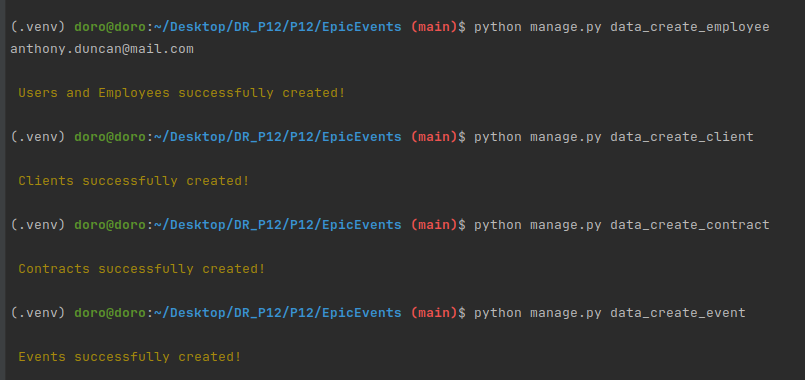 (.venv) doro@doro:~/Desktop/DR_P12/P12/EpicEvents (main)$ python manage.py data_create_employee
anthony.duncan@mail.com
Users and Employees successfully created!
(.venv) doro@doro:~/Desktop/DR_P12/P12/EpicEvents (main)$ python manage.py data_create_client
Clients successfully created!
(.venv) doro@doro:~/Desktop/DR_P12/P12/EpicEvents (main)$ python manage.py data_create_contract
Contracts successfully created!
(.venv) doro@doro:~/Desktop/DR_P12/P12/EpicEvents (main)$ python manage.py data_create_event
Events successfully created!